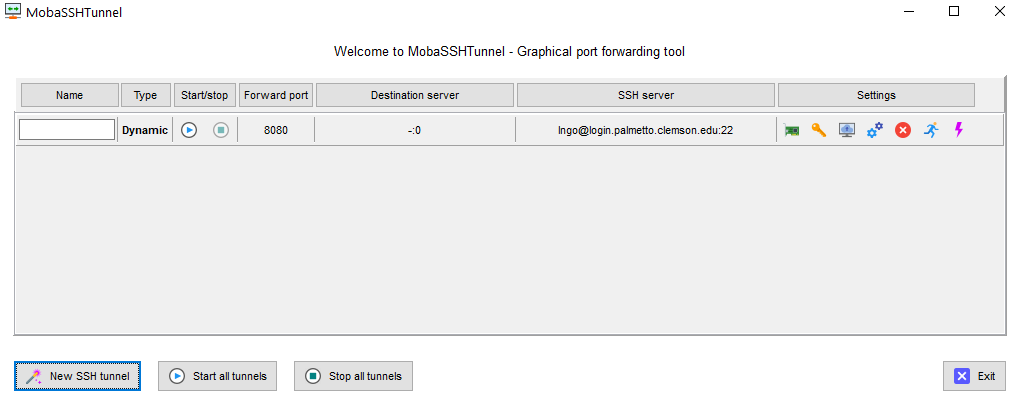 MobaSSHTunnel
Welcome to MobaSSHTunnel - Graphical port forwarding tool
Name Type Start/stop Forward port Destination server SSH server Settings
Dynamic 8080 -:0 lngo@login.palmetto.clemson.edu:22
New SSH tunnel Start all tunnels Stop all tunnels Exit